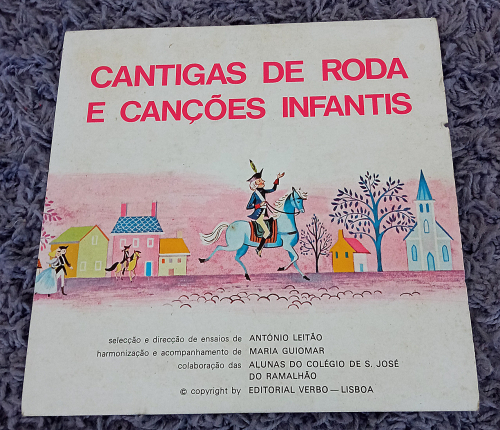 CANTIGAS DE RODA
E CANÇÕES INFANTIS
selecção e direcção de ensaios de ANTÓNIO LEITÃO
harmonização e acompanhamento de MARIA GUIOMAR
colaboração das ALUNAS DO COLÉGIO DE S. JOSÉ
DO RAMALHÃO
© copyright by EDITORIAL VERBO — LISBOA